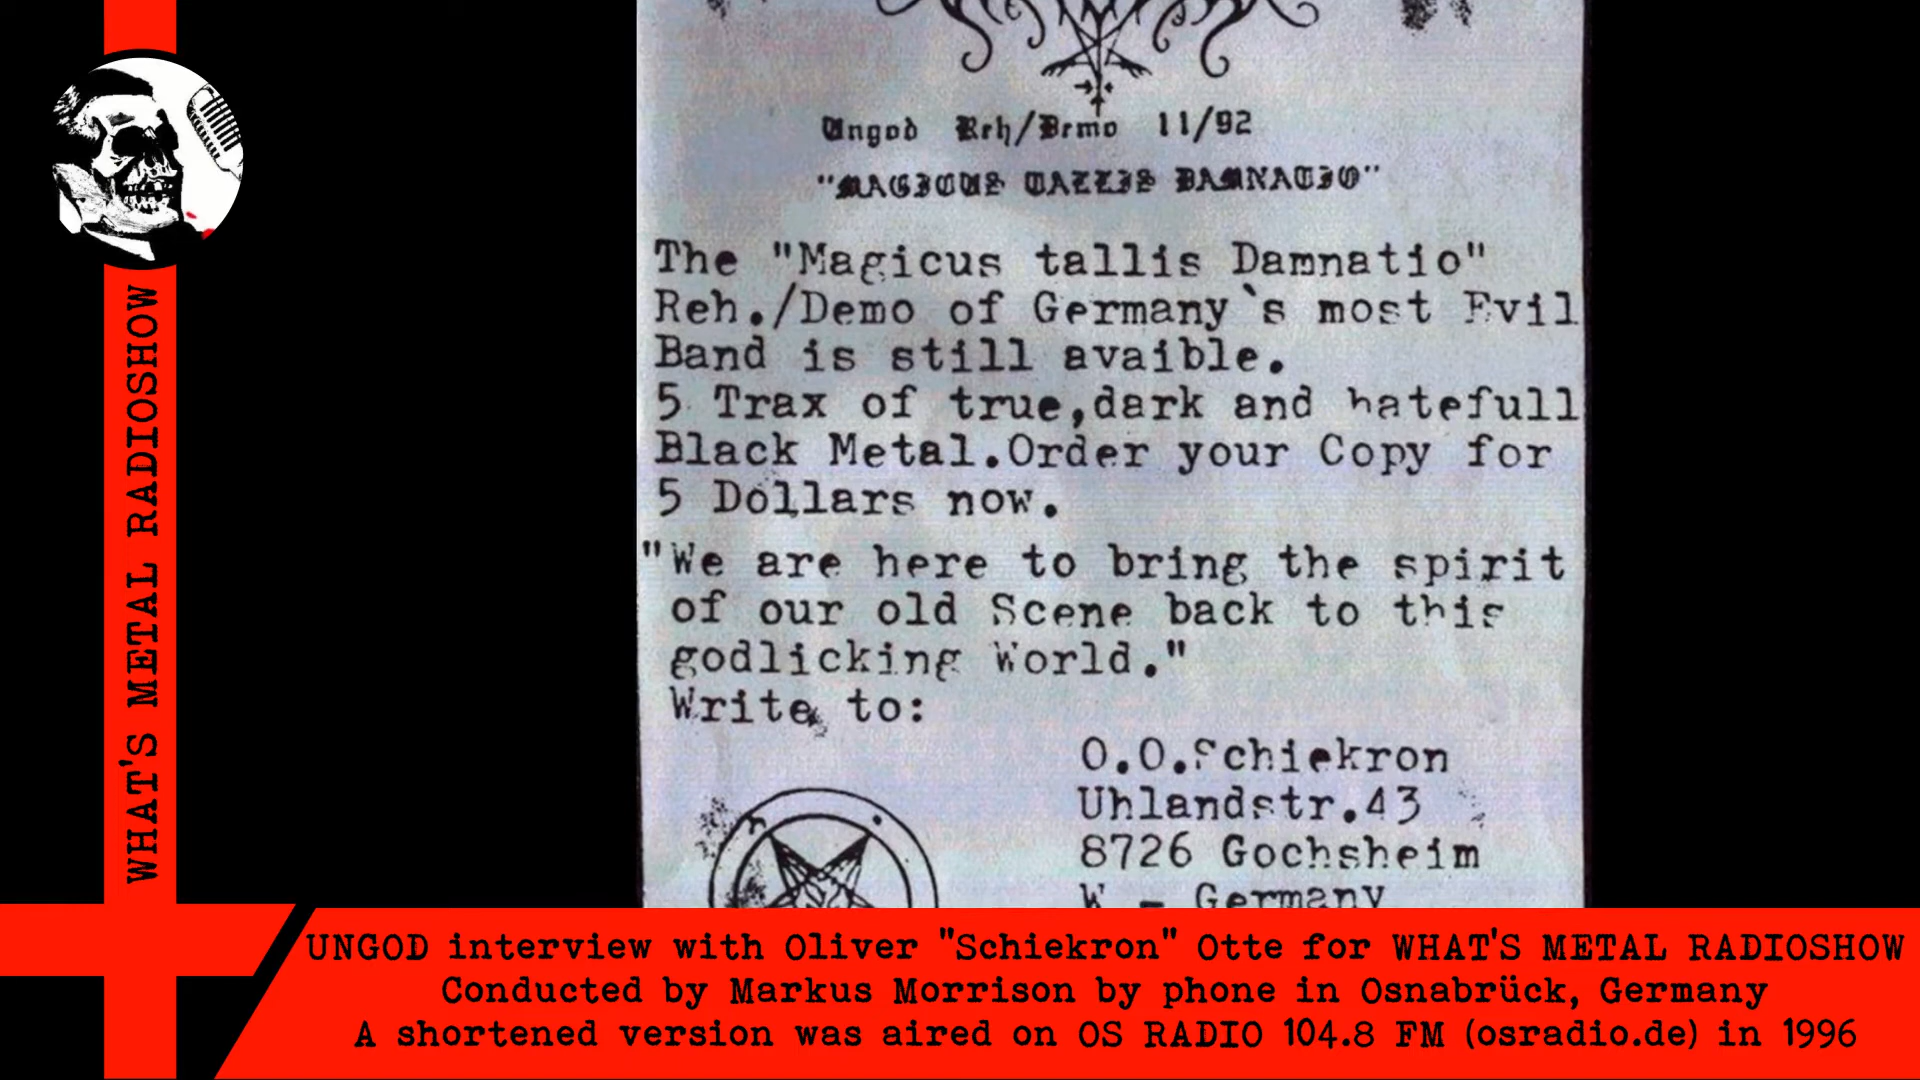 Ungod Reh/Demo 11/92
"MAGICUS TALLIS DAMNATIO"
The "Magicus tallis Damnatio"
Reh./Demo of Germany`s most Evil
Band is still avaible.
5 Trax of true,dark and hatefull
Black Metal.Order your Copy for
5 Dollars now.
"We are here to bring the spirit
of our old Scene back to this
godlicking World."
Write to:
O.O.Schiekron
Uhlandstr.43
8726 Gochsheim
W - Germany
WHAT'S METAL RADIOSHOW
UNGOD interview with Oliver "Schiekron" Otte for WHAT'S METAL RADIOSHOW
Conducted by Markus Morrison by phone in Osnabrück, Germany
A shortened version was aired on OS RADIO 104.8 FM (osradio.de) in 1996